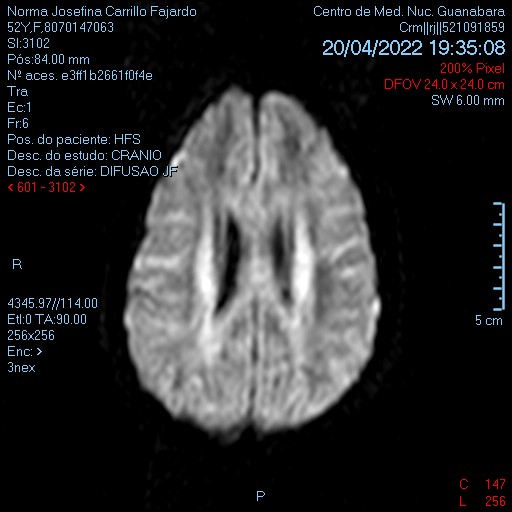 Norma Josefina Carrillo Fajardo
52Y,F,8070147063
Sl:3102
Pós:84.00 mm
Nº aces. e3ff1b2661f0f4e
Tra
Ec:1
Fr:6
Pos. do paciente: HFS
Desc. do estudo: CRANIO
Desc. da série: DIFUSAO JF
< 601 - 3102 >
Centro de Med. Nuc. Guanabara
Crm||rj||521091859
20/04/2022 19:35:08
200% Pixel
DFOV 24.0 x 24.0 cm
SW 6.00 mm
R
5 cm
4345.97//114.00
Etl:0 TA:90.00
256x256
Enc: >
3nex
P
C 147
L 256